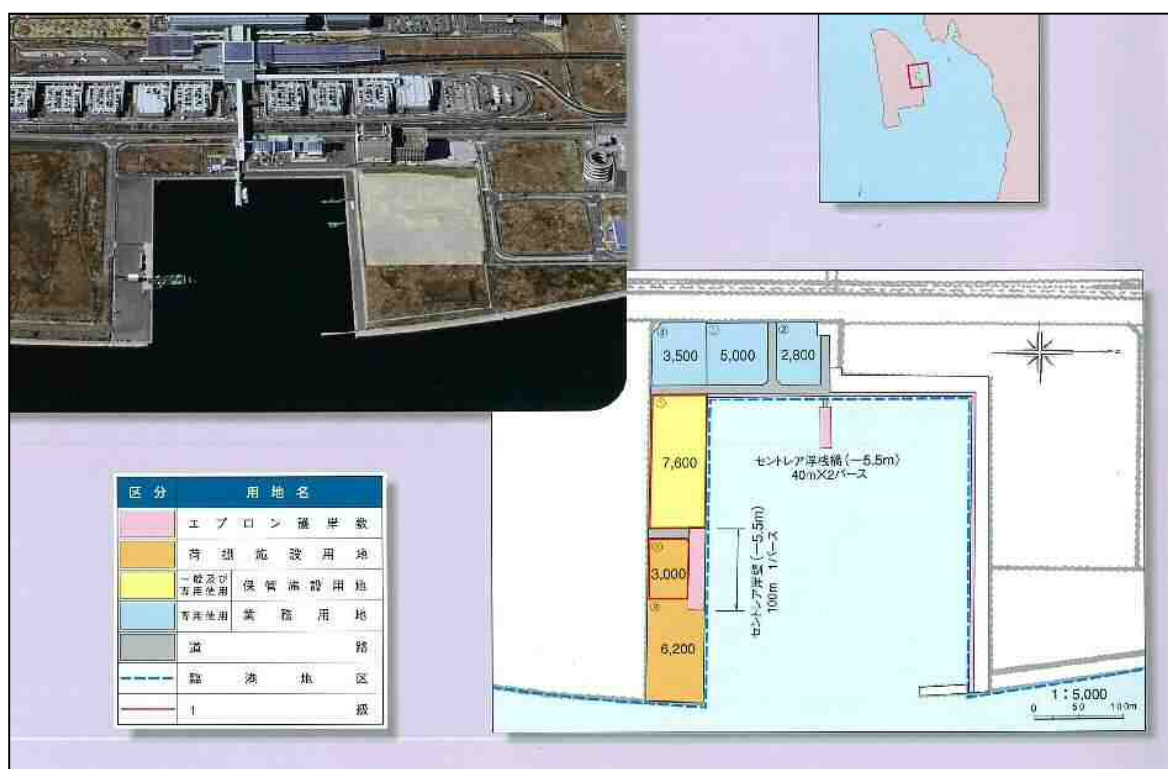 ④
3,500
①
5,000
②
2,800
7,600
セントレア浮桟橋(-5.5m)
40m×2バース
セントレア岸壁(-5.5m)
100m 1バース
3,000
6,200
1:5,000
0 50 100m
区分 用地名
エプロン護岸敷
荷捌施設用地
一般及び
専用使用 保管施設用地
専用使用 業務用地
道路
臨港地区
1級